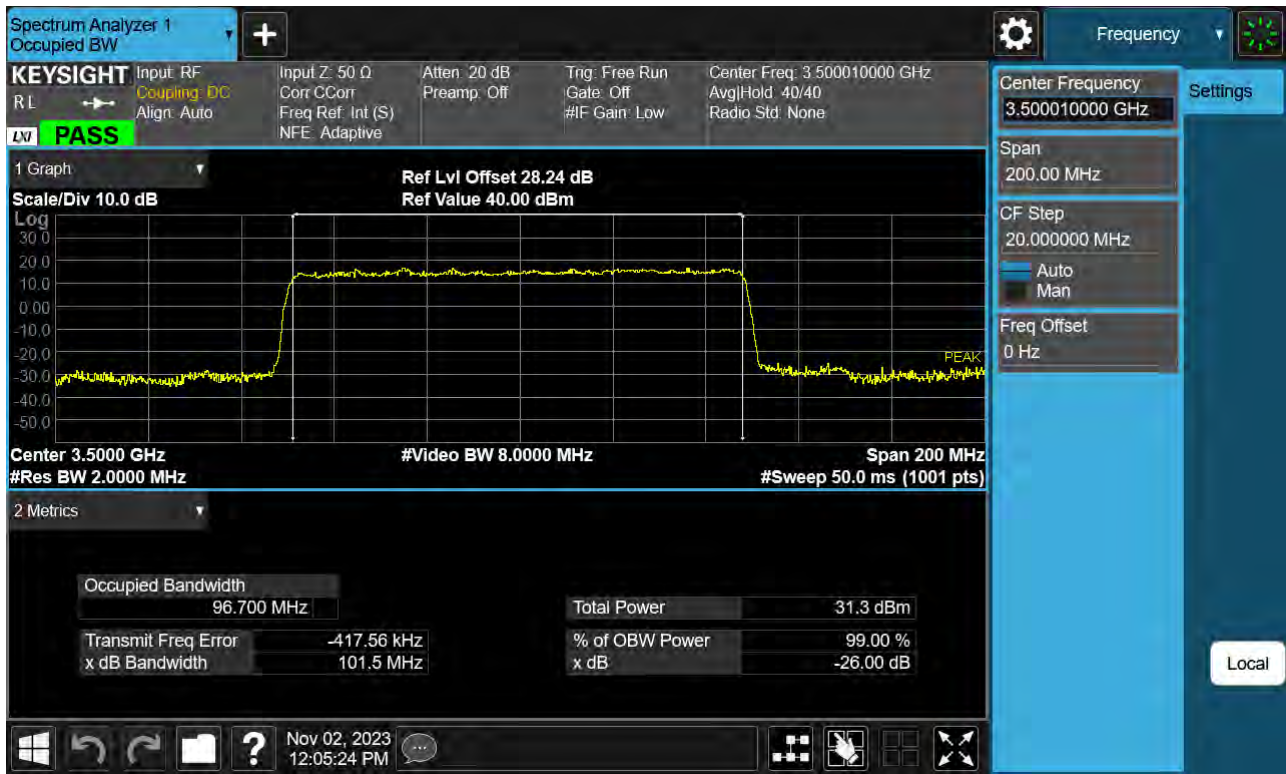 Spectrum Analyzer 1
Occupied BW
+
Frequency
KEYSIGHT
RL
LXI
PASS
Input: RF
Coupling: DC
Align: Auto
Input Z: 50 Ω
Corr CCorr
Freq Ref: Int (S)
NFE: Adaptive
Atten: 20 dB
Preamp: Off
Trig: Free Run
Gate: Off
#IF Gain: Low
Center Freq: 3.500010000 GHz
Avg|Hold: 40/40
Radio Std: None
Center Frequency
3.500010000 GHz
Settings
Span
200.00 MHz
CF Step
20.000000 MHz
Auto
Man
Freq Offset
0 Hz
Local
1 Graph
Scale/Div 10.0 dB
Ref Lvl Offset 28.24 dB
Ref Value 40.00 dBm
Log
30.0
20.0
10.0
0.00
-10.0
-20.0
-30.0
-40.0
-50.0
PEAK
Center 3.5000 GHz
#Video BW 8.0000 MHz
Span 200 MHz
#Res BW 2.0000 MHz
#Sweep 50.0 ms (1001 pts)
2 Metrics
Occupied Bandwidth
96.700 MHz
Total Power 31.3 dBm
Transmit Freq Error -417.56 kHz
% of OBW Power 99.00 %
x dB Bandwidth 101.5 MHz
x dB -26.00 dB
?
Nov 02, 2023
12:05:24 PM